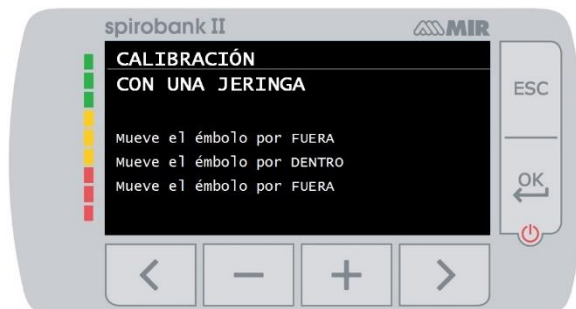 spirobank II
MIR
CALIBRACIÓN
CON UNA JERINGA
Mueve el émbolo por FUERA
Mueve el émbolo por DENTRO
Mueve el émbolo por FUERA
ESC
OK
< − + >